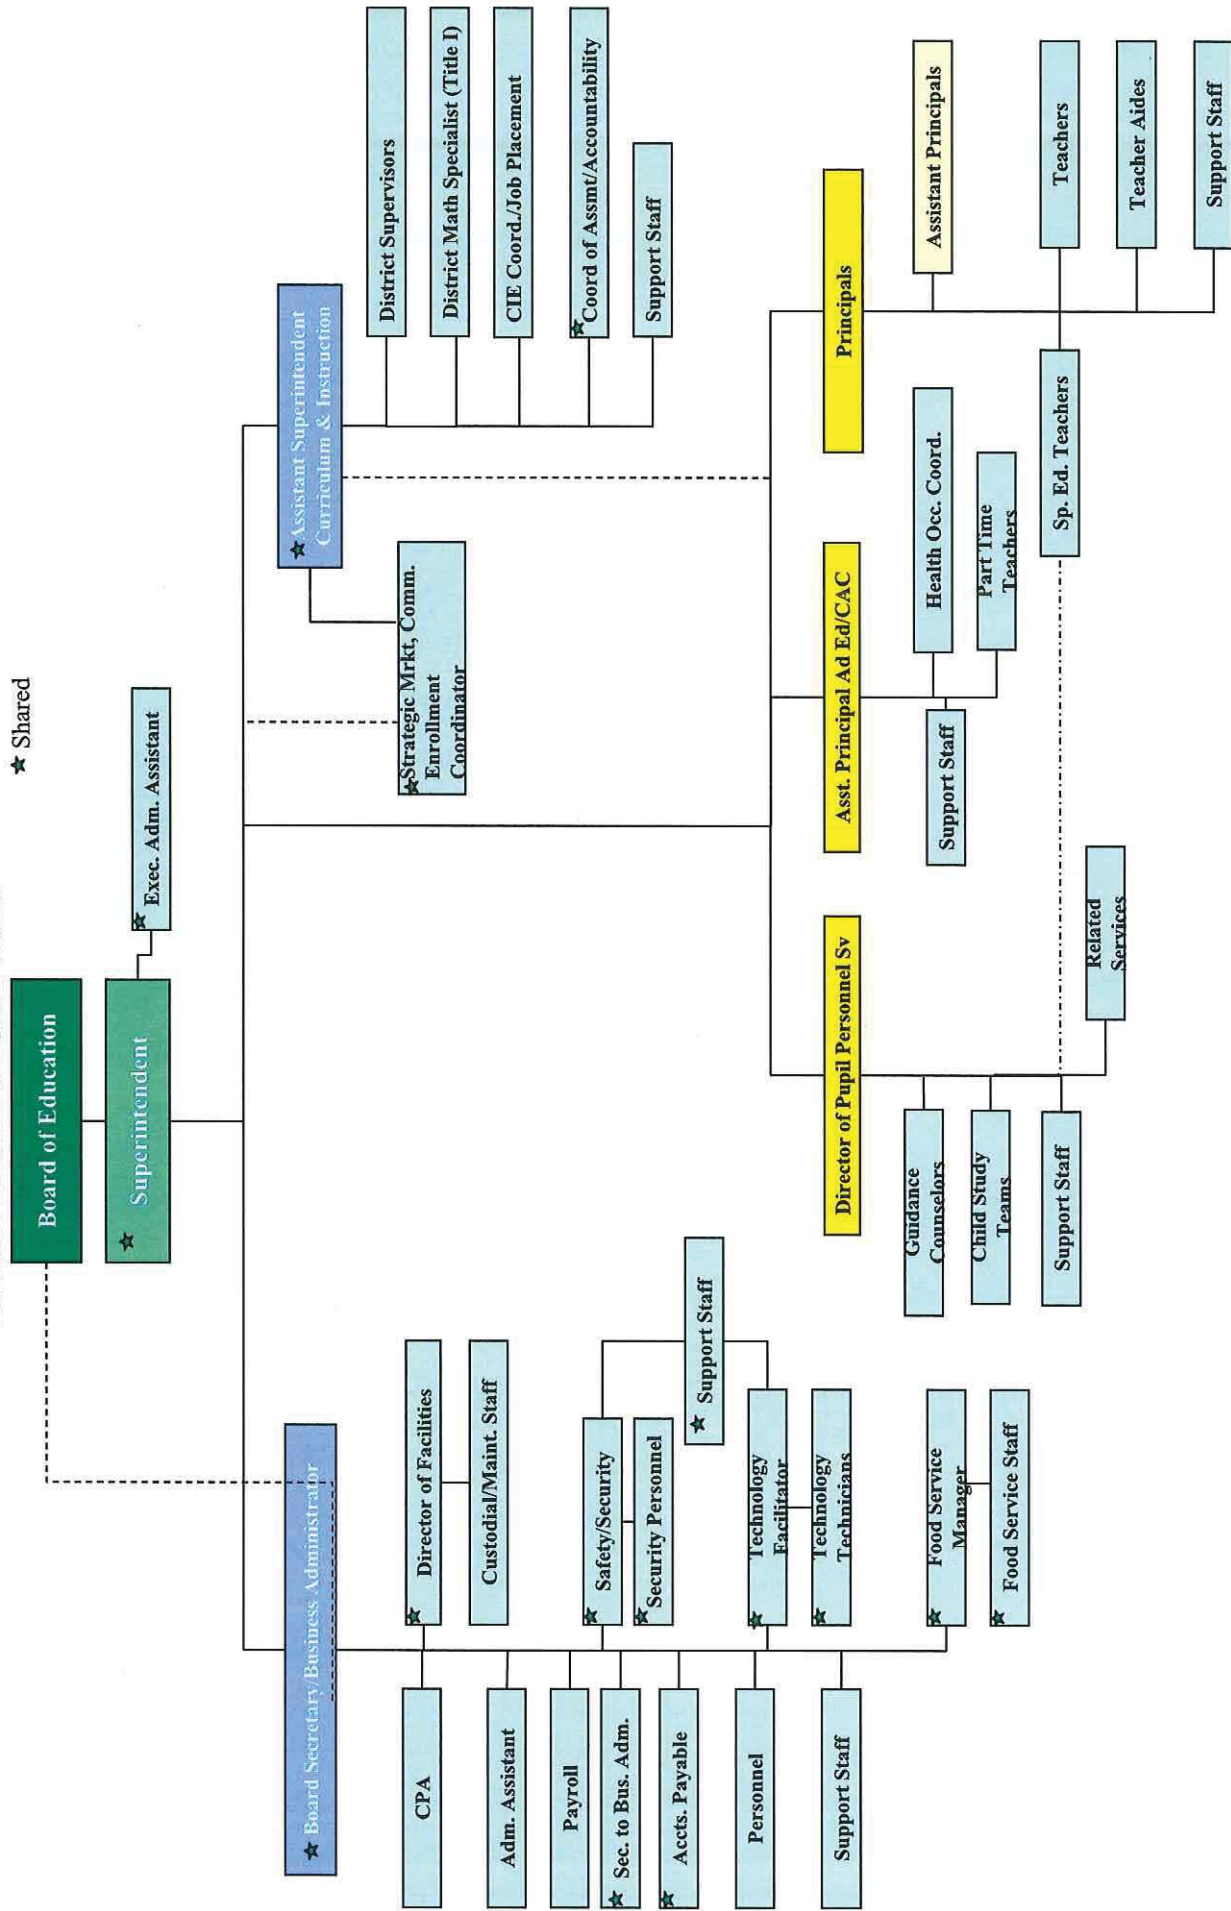 ★ Shared
Board of Education
★ Superintendent
★ Exec. Adm. Assistant
★ Board Secretary/Business Administrator
★ Assistant Superintendent
Curriculum & Instruction
★ Strategic Mrkt, Comm.
Enrollment
Coordinator
District Supervisors
District Math Specialist (Title I)
CIE Coord./Job Placement
★ Coord of Assmt/Accountability
Support Staff
CPA
Adm. Assistant
Payroll
★ Sec. to Bus. Adm.
★ Accts. Payable
Personnel
Support Staff
★ Director of Facilities
Custodial/Maint. Staff
★ Safety/Security
★ Security Personnel
★ Support Staff
★ Technology
Facilitator
★ Technology
Technicians
★ Food Service
Manager
★ Food Service Staff
Director of Pupil Personnel Sv
Guidance
Counselors
Child Study
Teams
Support Staff
Related
Services
Asst. Principal Ad Ed/CAC
Support Staff
Health Occ. Coord.
Part Time
Teachers
Principals
Assistant Principals
Sp. Ed. Teachers
Teachers
Teacher Aides
Support Staff